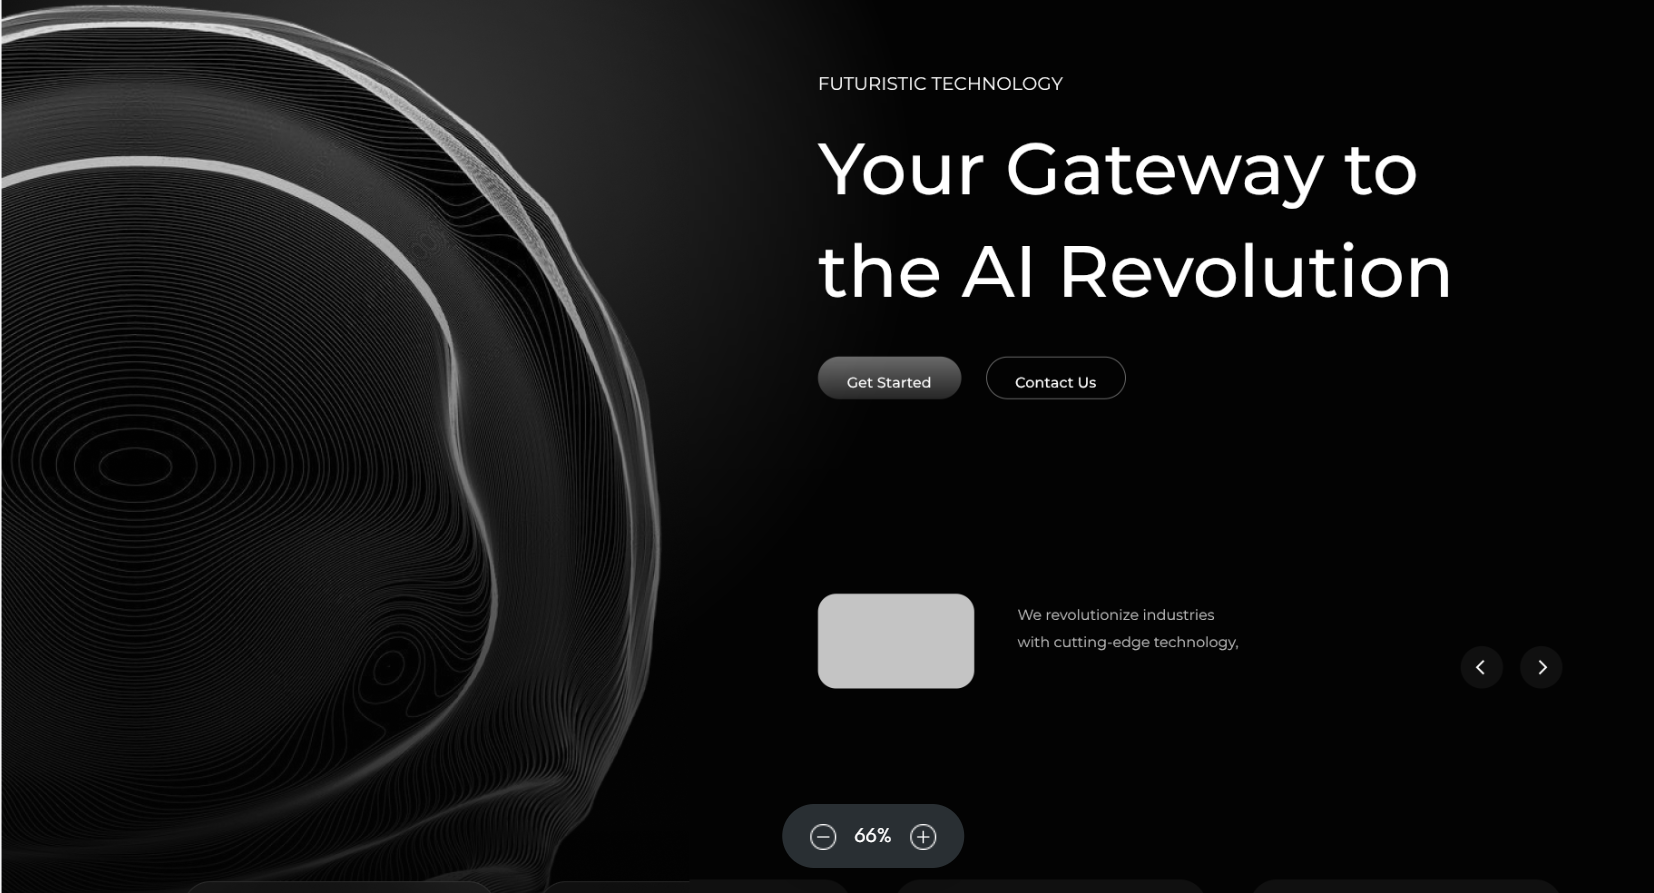 FUTURISTIC TECHNOLOGY
Your Gateway to
the AI Revolution
Get Started
Contact Us
We revolutionize industries
with cutting-edge technology,
66%